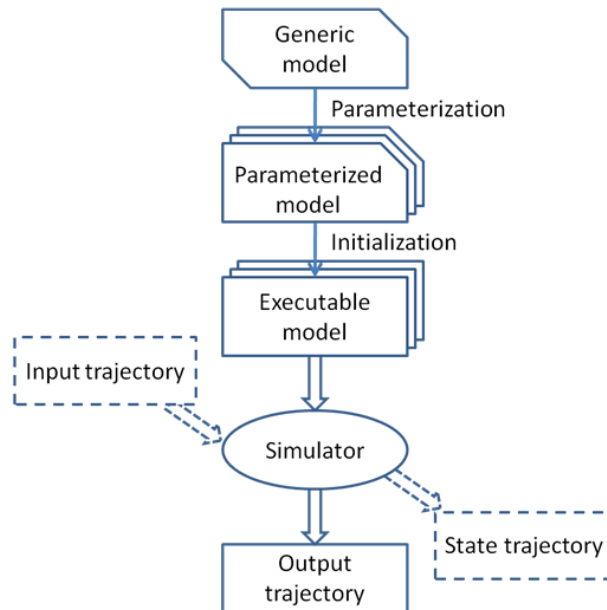 Generic
model
Parameterization
Parameterized
model
Initialization
Executable
model
Input trajectory
Simulator
State trajectory
Output
trajectory